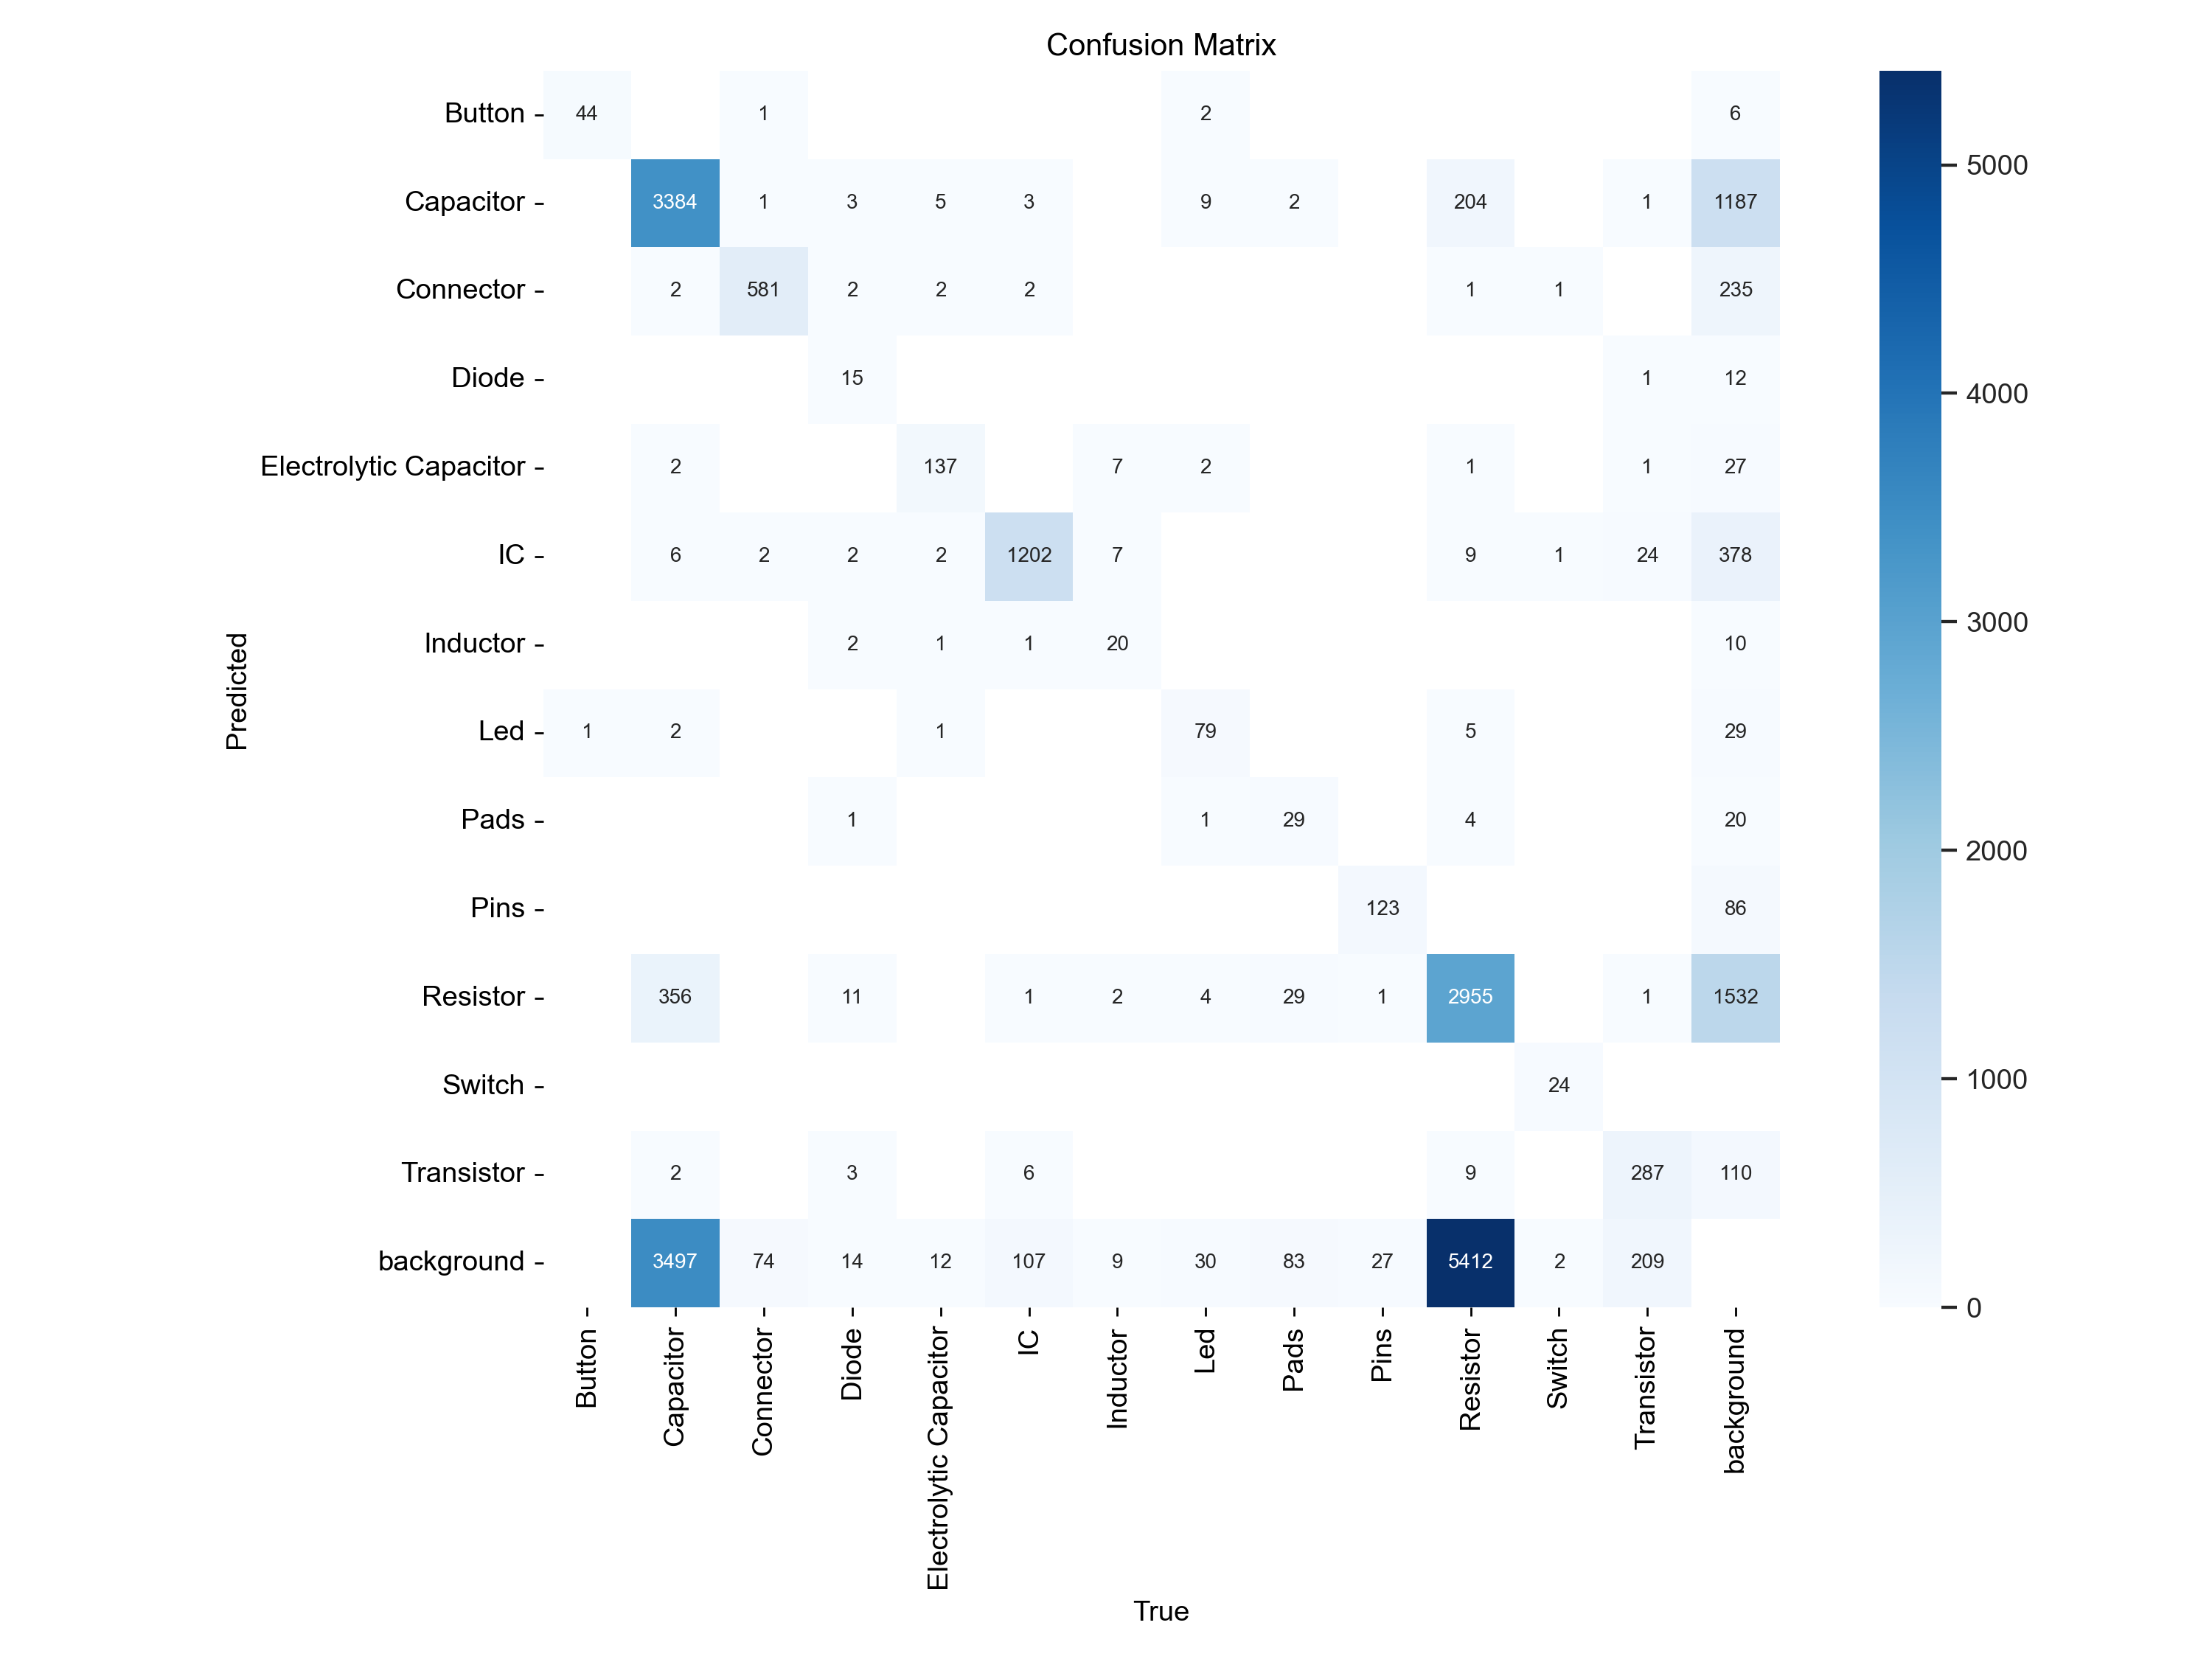 Confusion Matrix
Button 44 1 2 6
Capacitor 3384 1 3 5 3 9 2 204 1 1187
Connector 2 581 2 2 2 1 1 235
Diode 15 1 12
Electrolytic Capacitor 2 137 7 2 1 1 27
IC 6 2 2 2 1202 7 9 1 24 378
Inductor 2 1 1 20 10
Led 1 2 1 79 5 29
Pads 1 1 29 4 20
Pins 123 86
Resistor 356 11 1 2 4 29 1 2955 1 1532
Switch 24
Transistor 2 3 6 9 287 110
background 3497 74 14 12 107 9 30 83 27 5412 2 209
Predicted
Button
Capacitor
Connector
Diode
Electrolytic Capacitor
IC
Inductor
Led
Pads
Pins
Resistor
Switch
Transistor
background
True
5000
4000
3000
2000
1000
0